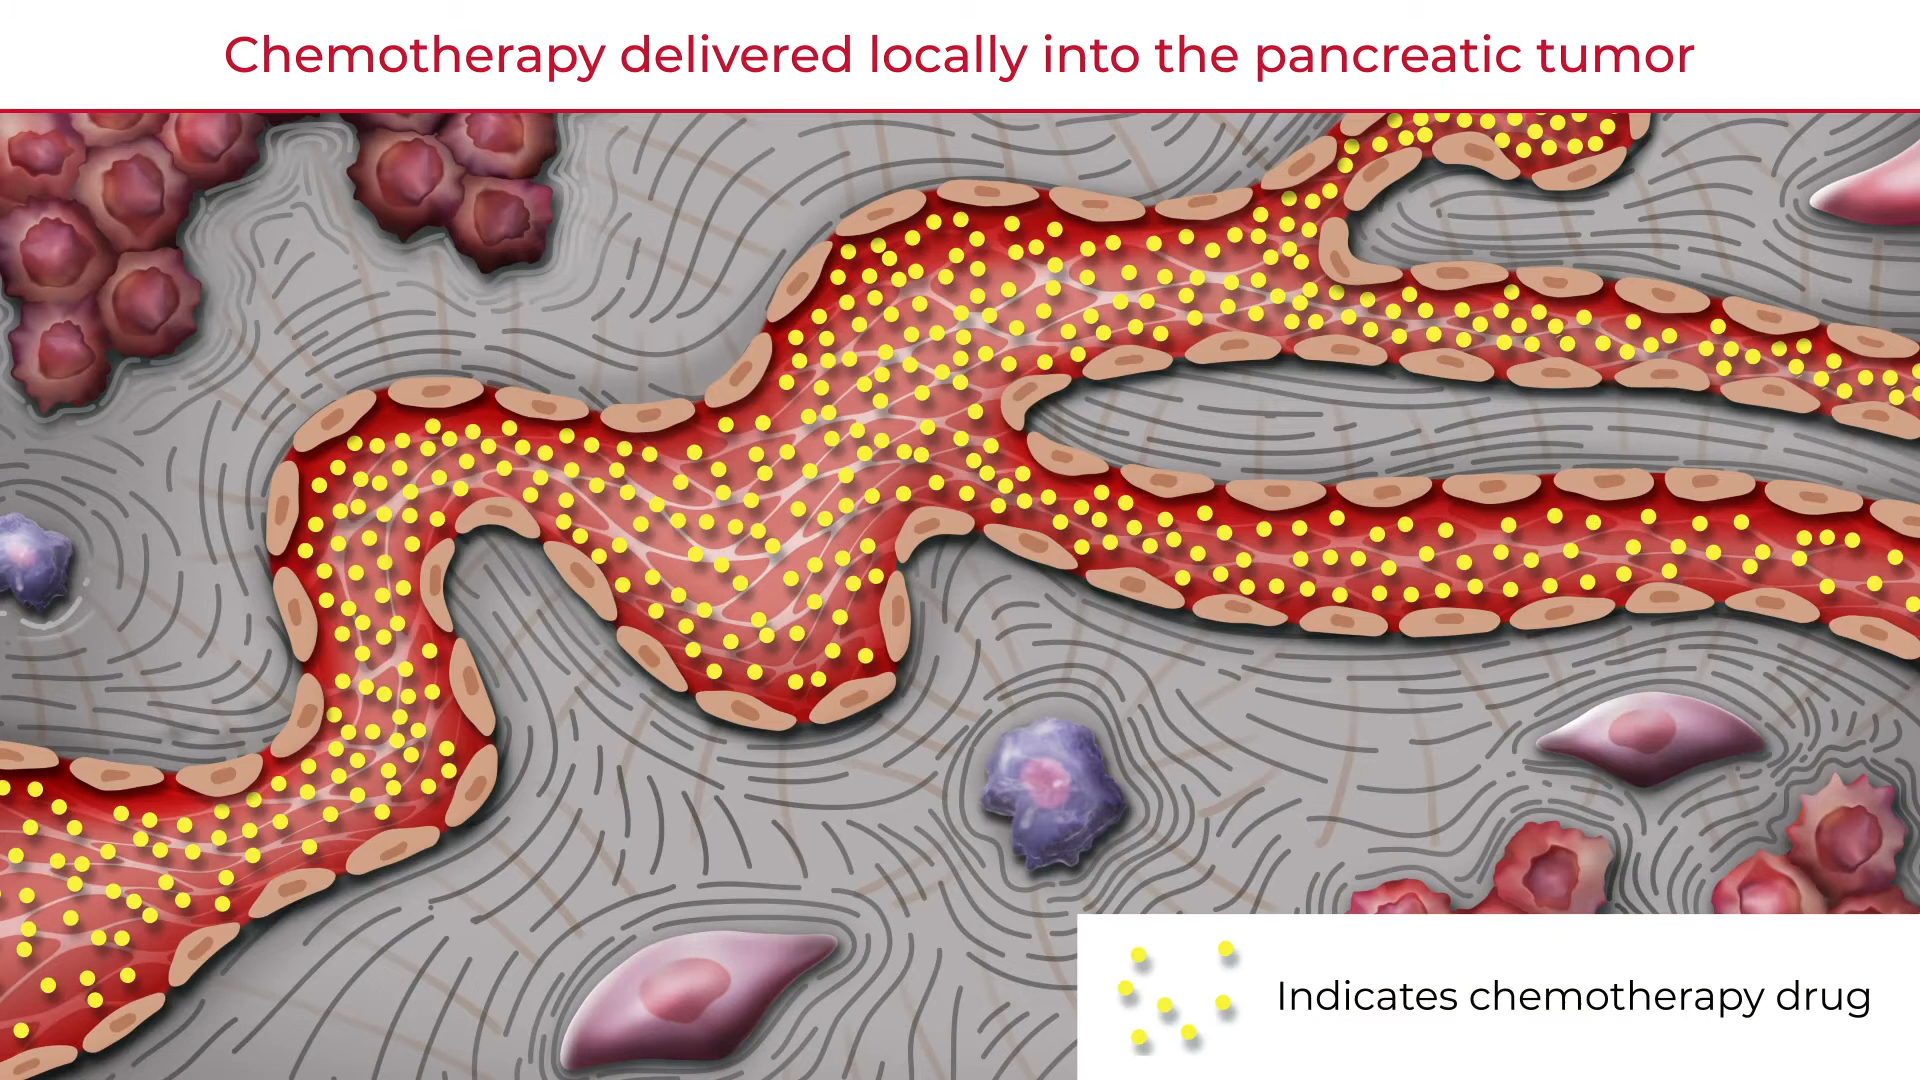 Chemotherapy delivered locally into the pancreatic tumor
Indicates chemotherapy drug